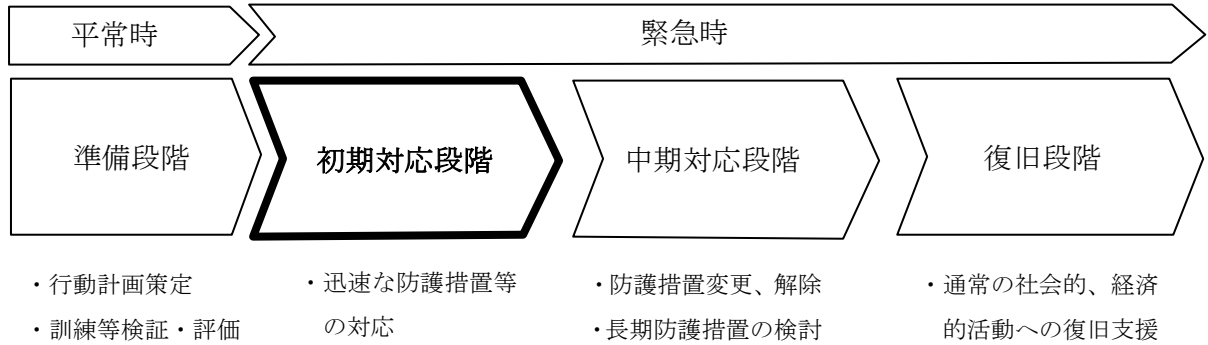 平常時
緊急時
準備段階
初期対応段階
中期対応段階
復旧段階
・行動計画策定
・訓練等検証・評価
・迅速な防護措置等
の対応
・防護措置変更、解除
・長期防護措置の検討
・通常の社会的、経済
的活動への復旧支援